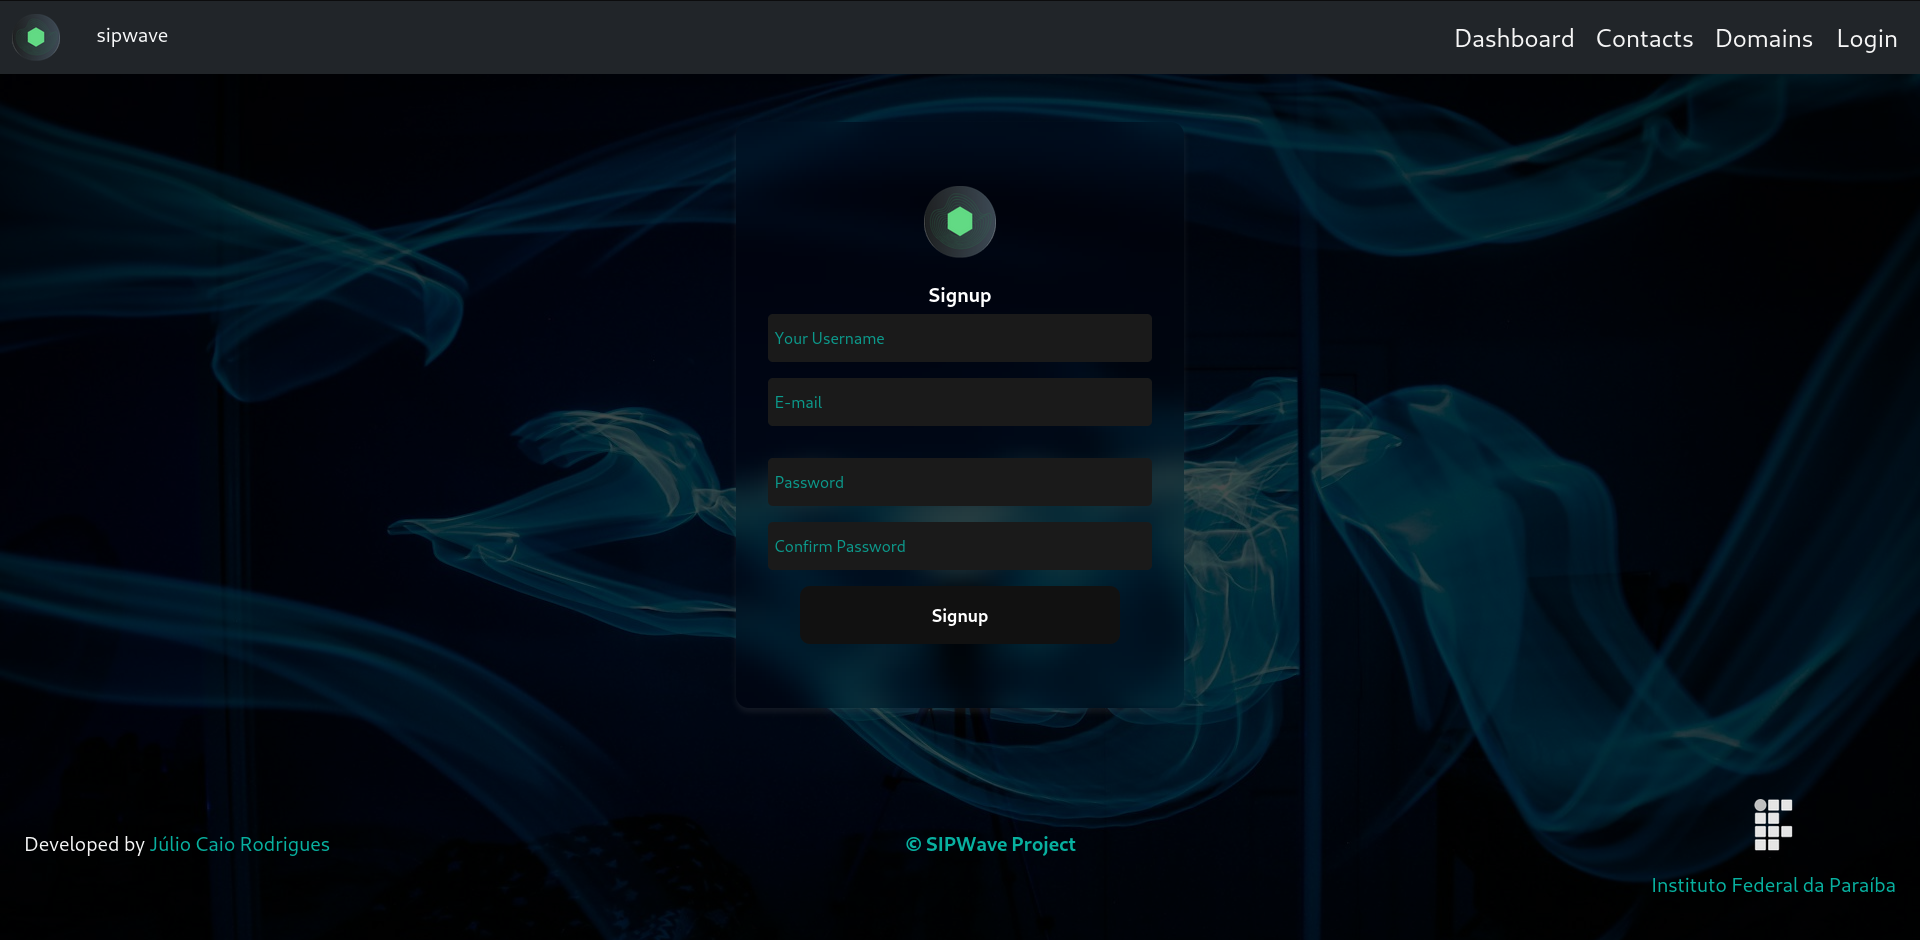 sipwave
Dashboard Contacts Domains Login
Signup
Your Username
E-mail
Password
Confirm Password
Signup
Developed by Júlio Caio Rodrigues
© SIPWave Project
Instituto Federal da Paraíba